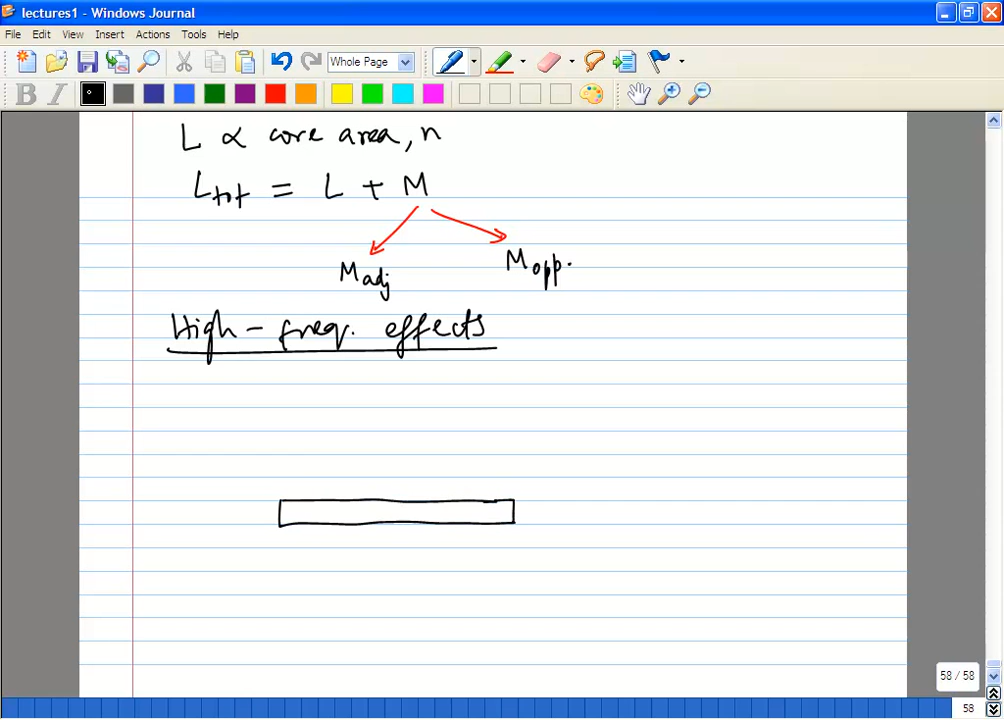 lectures1 - Windows Journal
File Edit View Insert Actions Tools Help
Whole Page
B I
L ∝ core area, n
Ltot = L + M
Madj Mopp.
High-freq. effects
58 / 58
58